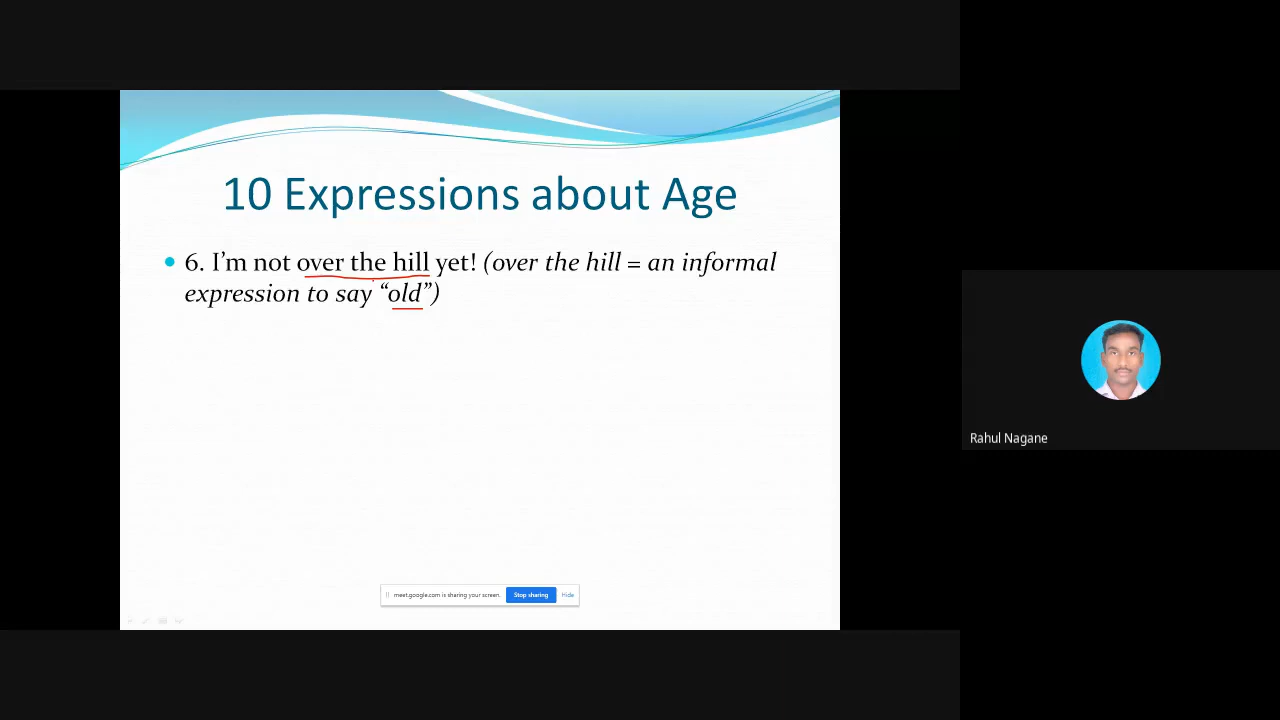 10 Expressions about Age
6. I’m not over the hill yet! (over the hill = an informal
expression to say “old”)
Rahul Nagane
meet.google.com is sharing your screen.
Stop sharing
Hide